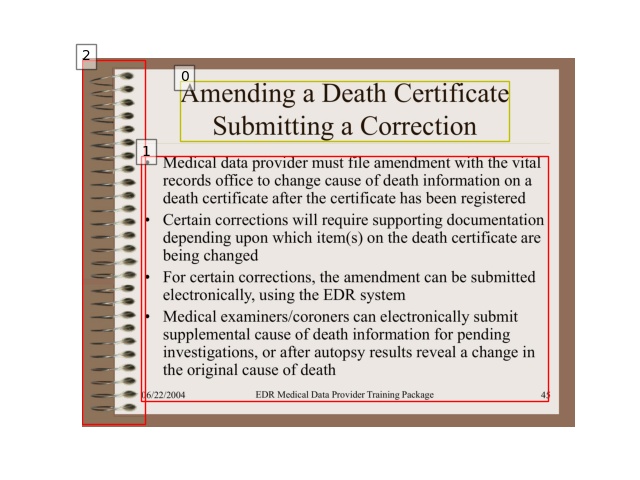 2
0
Amending a Death Certificate
Submitting a Correction
1
• Medical data provider must file amendment with the vital
records office to change cause of death information on a
death certificate after the certificate has been registered
• Certain corrections will require supporting documentation
depending upon which item(s) on the death certificate are
being changed
• For certain corrections, the amendment can be submitted
electronically, using the EDR system
• Medical examiners/coroners can electronically submit
supplemental cause of death information for pending
investigations, or after autopsy results reveal a change in
the original cause of death
06/22/2004 EDR Medical Data Provider Training Package 45